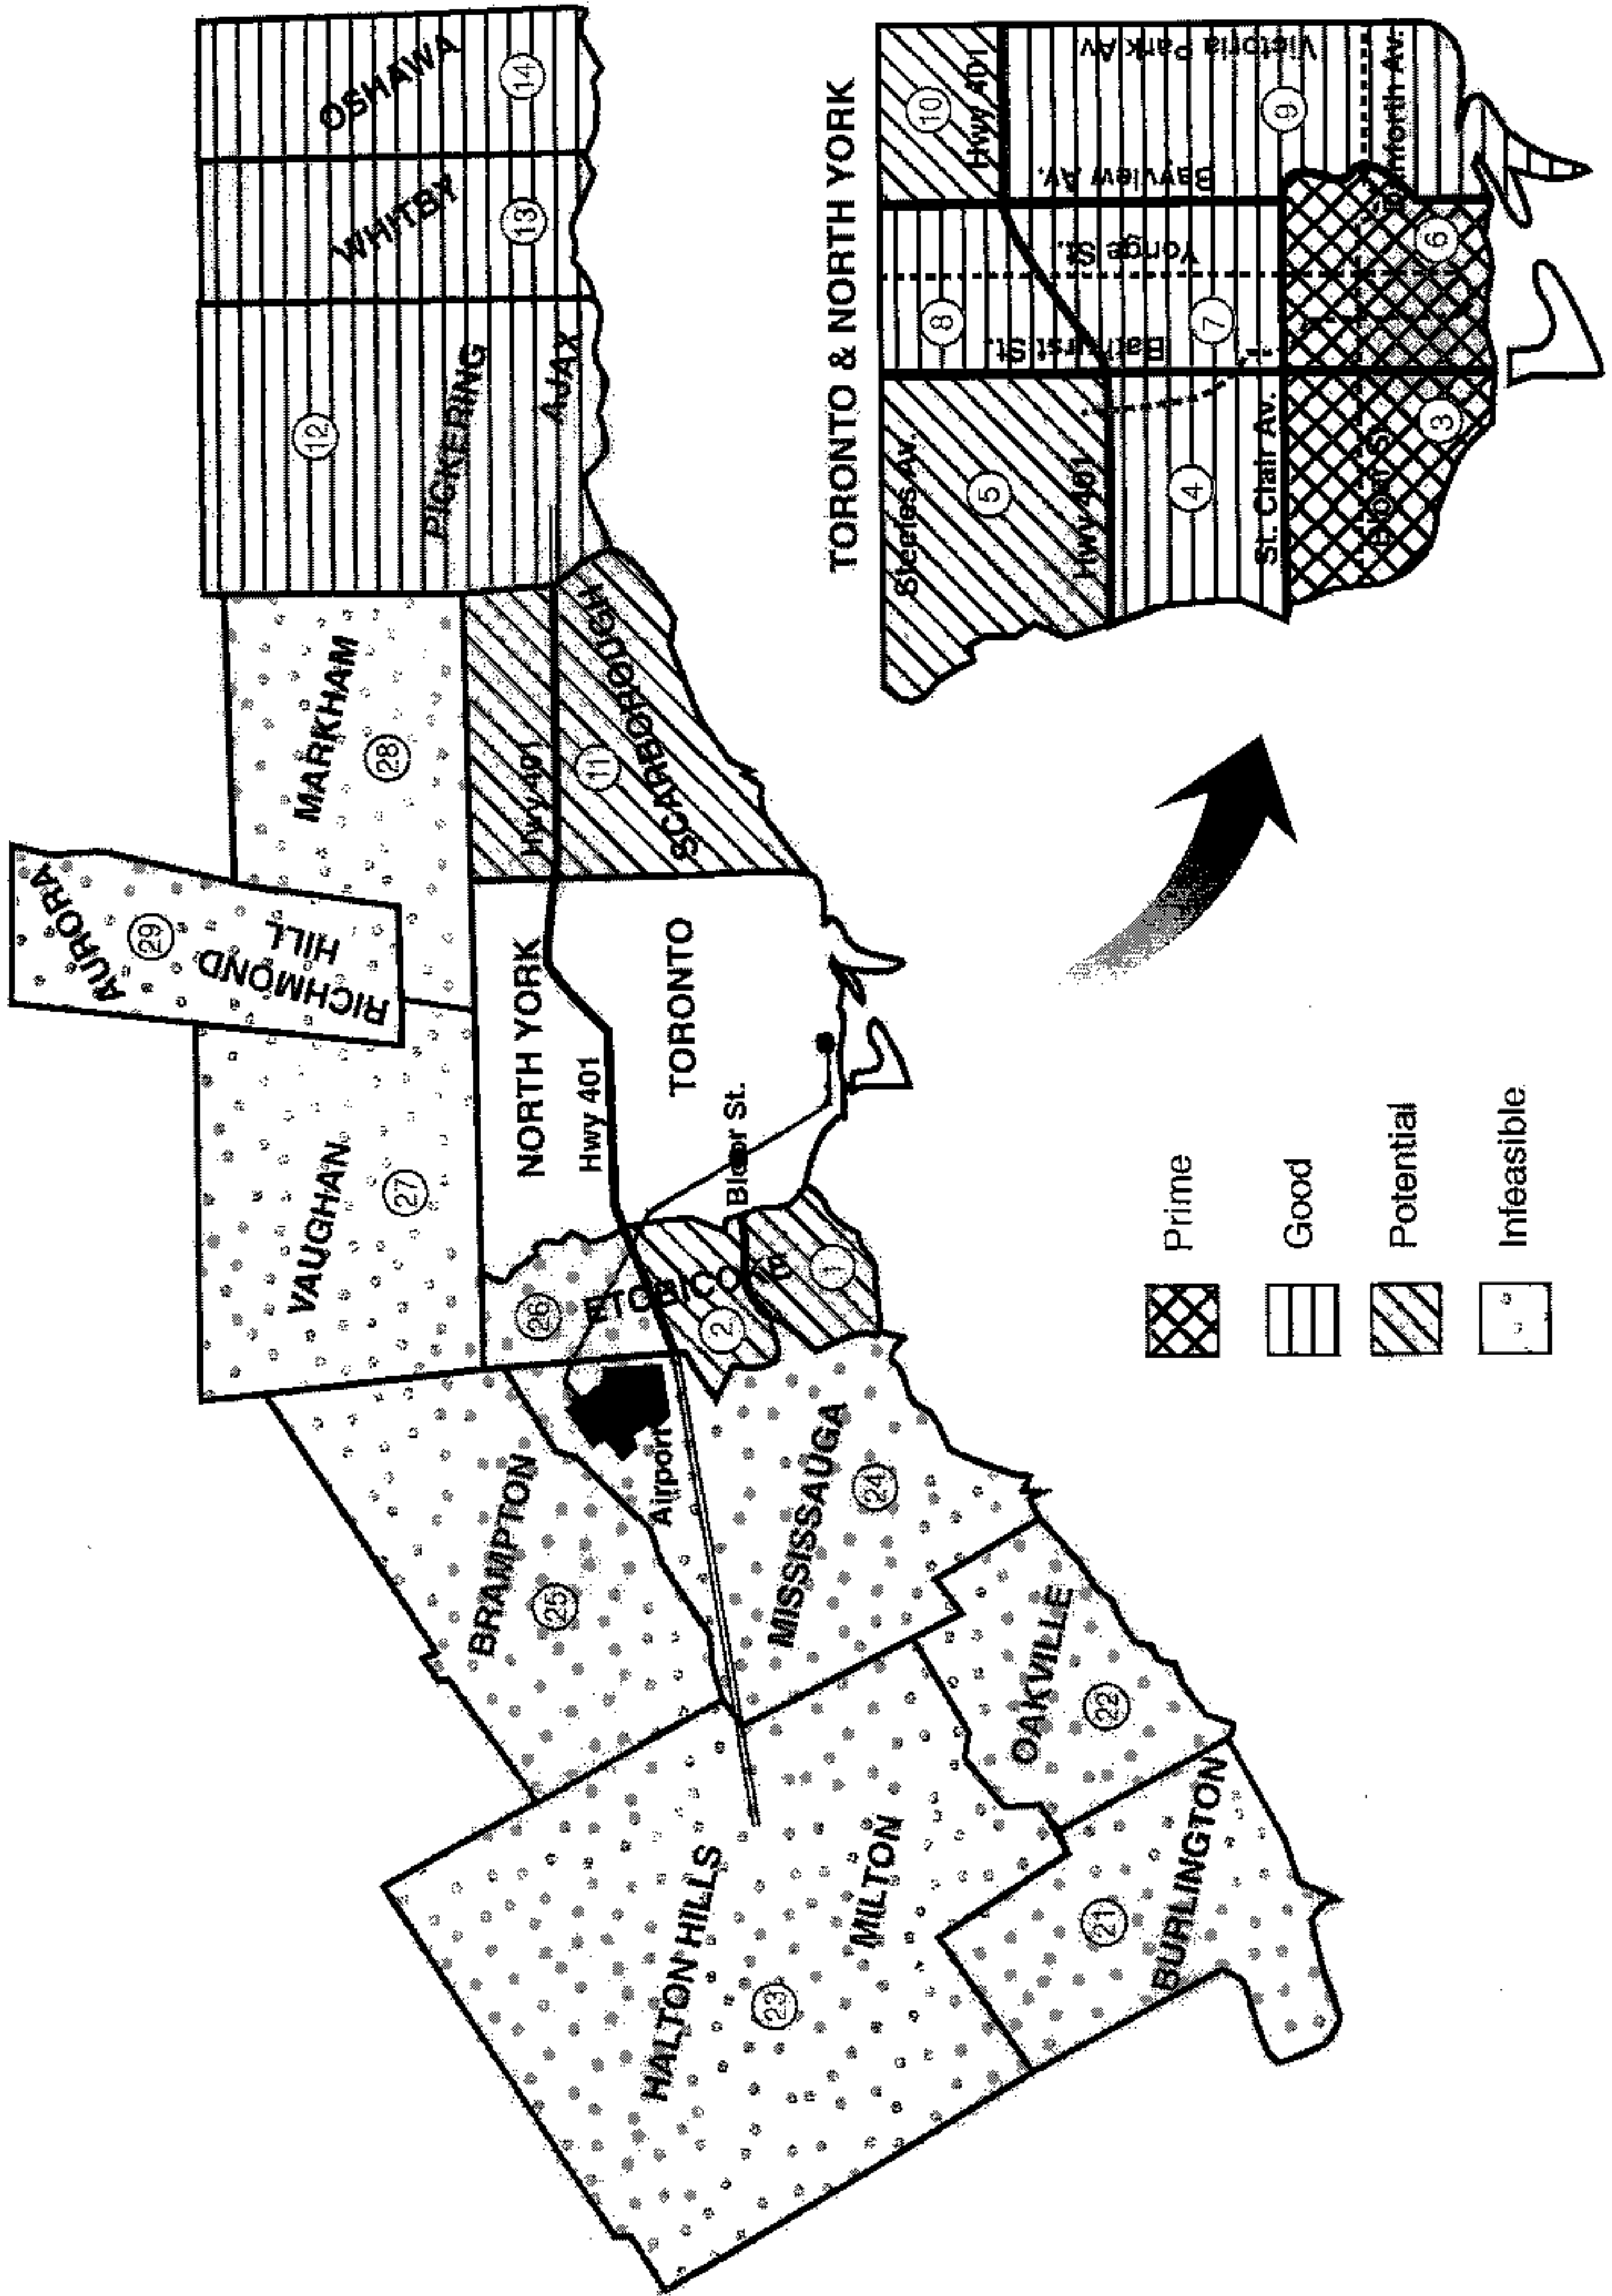 AURORA
29
RICHMOND
HILL
VAUGHAN
27
MARKHAM
28
12
PICKERING
AJAX
WHITBY
13
OSHAWA
14
NORTH YORK
Hwy 401
Hwy 401
11
SCARBOROUGH
TORONTO
Bloor St.
26
ETOBICOKE
2
1
BRAMPTON
25
Airport
MISSISSAUGA
24
HALTON HILLS
23
MILTON
OAKVILLE
22
21
BURLINGTON
TORONTO & NORTH YORK
Steeles Av.
5
8
10
Hwy 401
Hwy 401
Bathurst St.
Yonge St.
Bayview Av.
Victoria Park Av
4
7
9
St. Clair Av.
Bloor St
Danforth Av.
3
6
Prime
Good
Potential
Infeasible